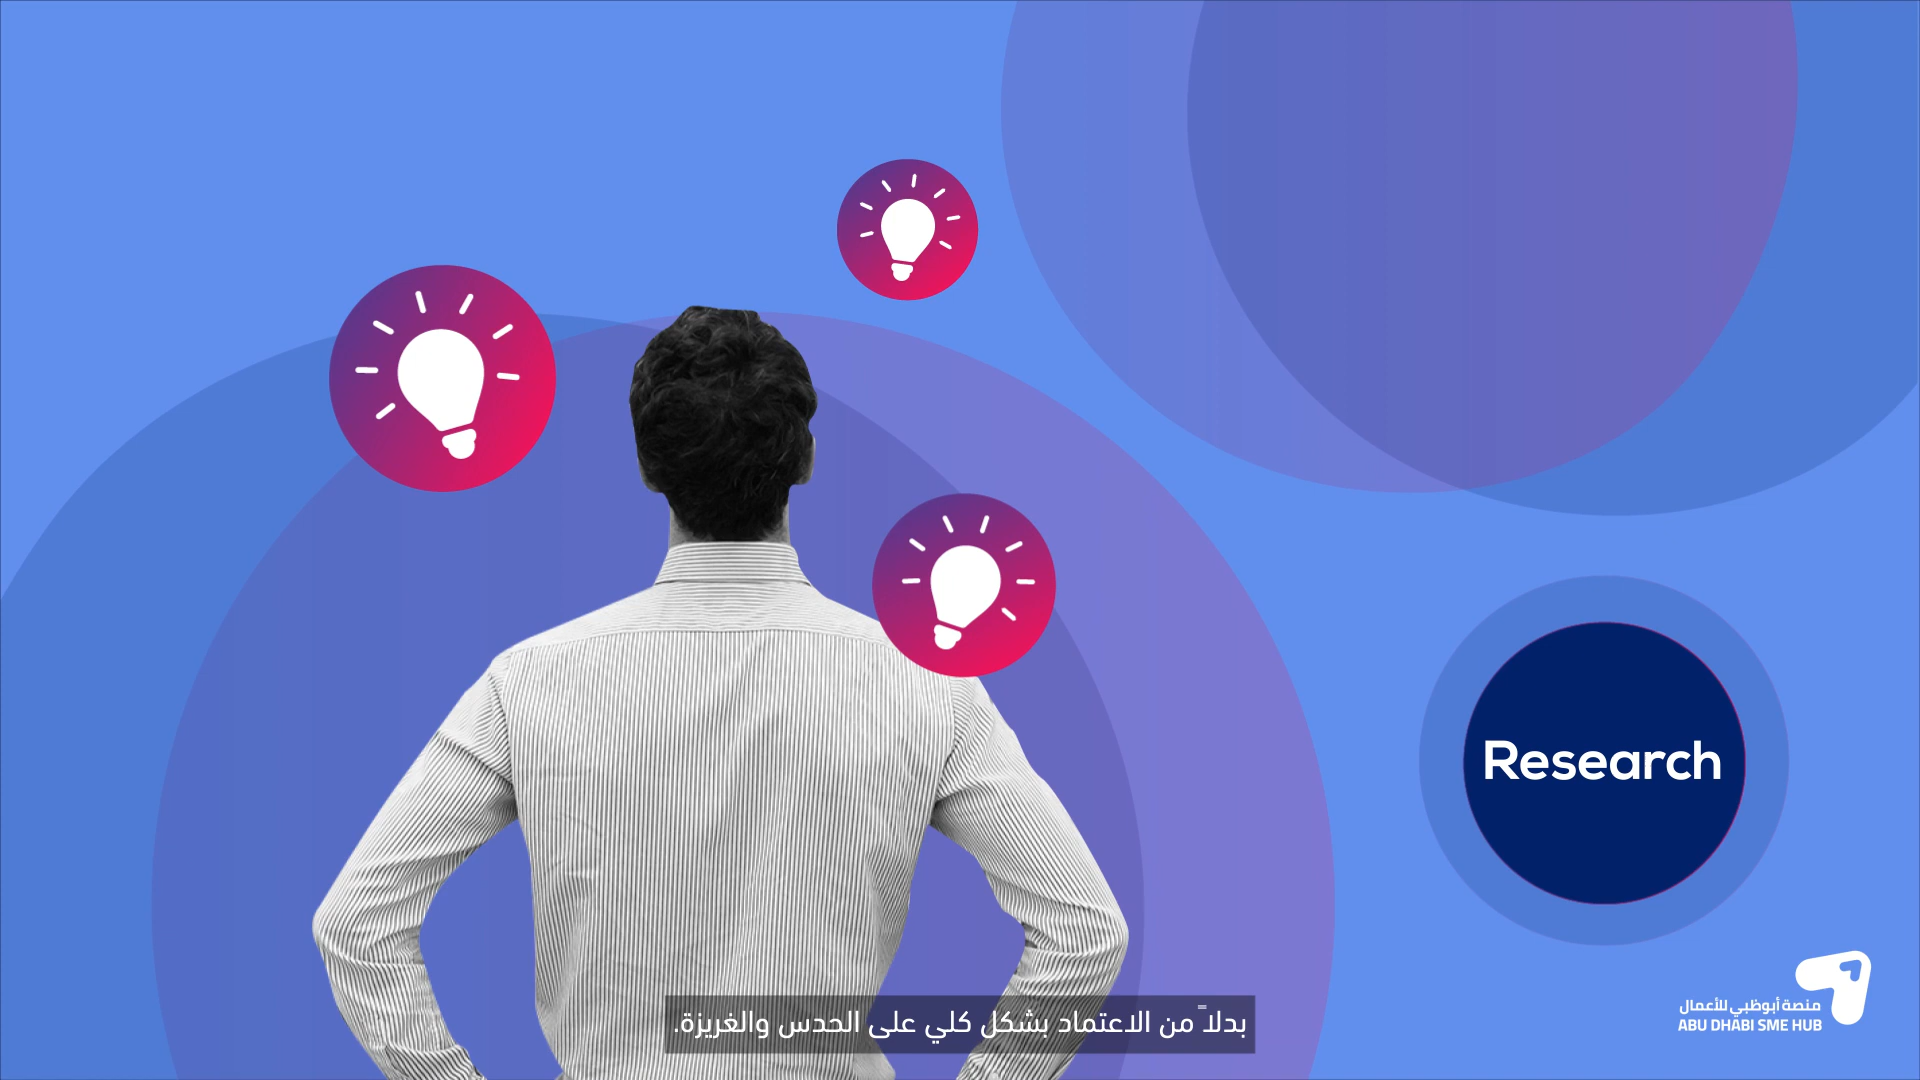 Research
منصة أبوظبي للأعمال
ABU DHABI SME HUB
بدلاً من الاعتماد بشكل كلي على الحدس والغريزة.